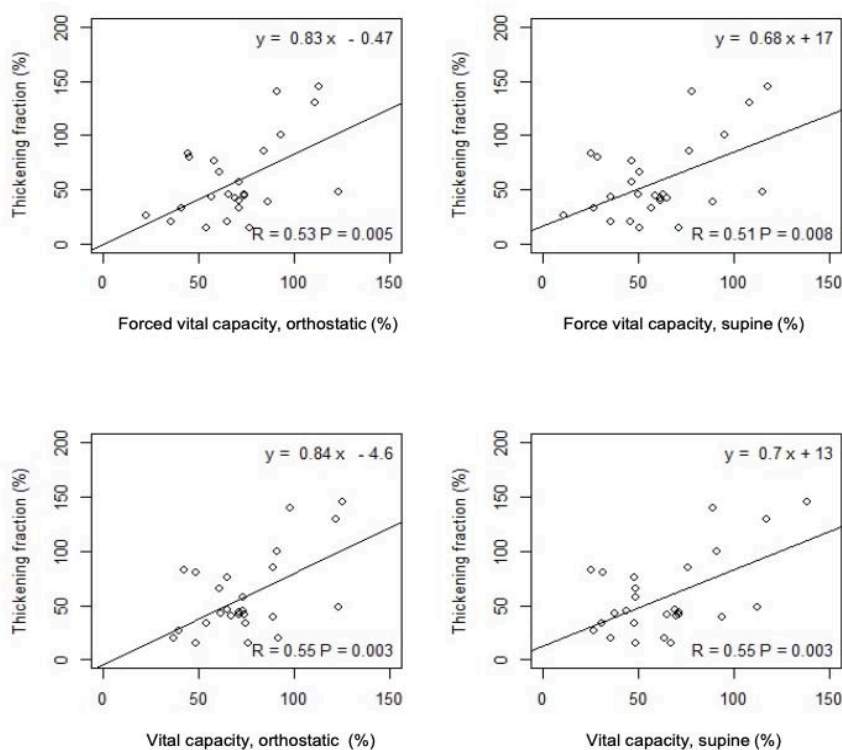 y = 0.83 x - 0.47
Thickening fraction (%)
200
150
100
50
0
R = 0.53 P = 0.005
0 50 100 150
Forced vital capacity, orthostatic (%)
y = 0.68 x + 17
Thickening fraction (%)
200
150
100
50
0
R = 0.51 P = 0.008
0 50 100 150
Force vital capacity, supine (%)
y = 0.84 x - 4.6
Thickening fraction (%)
200
150
100
50
0
R = 0.55 P = 0.003
0 50 100 150
Vital capacity, orthostatic (%)
y = 0.7 x + 13
Thickening fraction (%)
200
150
100
50
0
R = 0.55 P = 0.003
0 50 100 150
Vital capacity, supine (%)